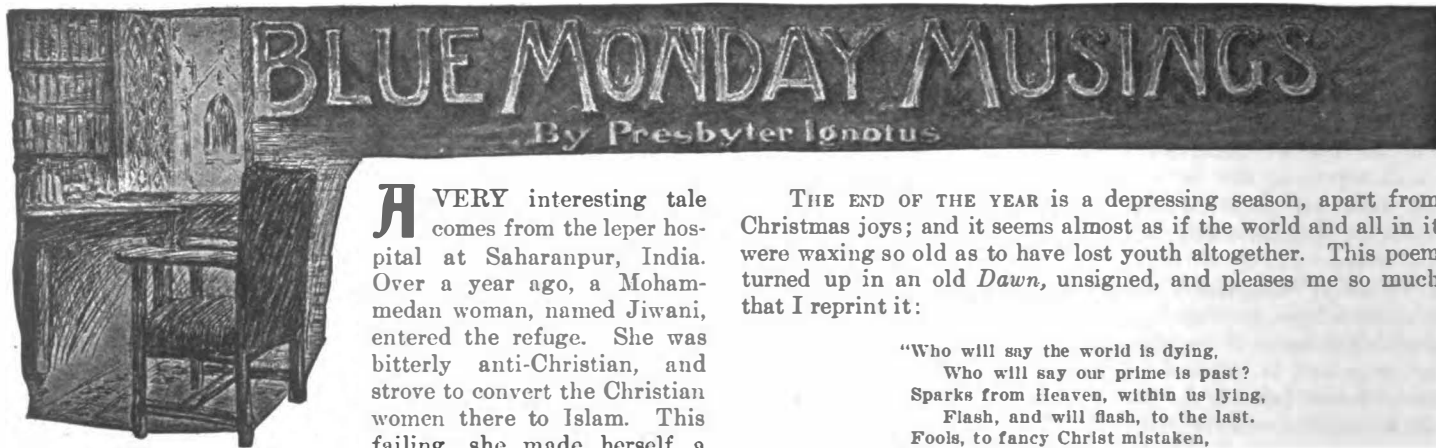 BLUE MONDAY MUSINGS
By Presbyter Ignotus
A VERY interesting tale
comes from the leper hos-
pital at Saharanpur, India.
Over a year ago, a Moham-
medan woman, named Jiwani,
entered the refuge. She was
bitterly anti-Christian, and
strove to convert the Christian
women there to Islam. This
failing, she made herself a
THE END OF THE YEAR is a depressing season, apart from
Christmas joys; and it seems almost as if the world and all in it
were waxing so old as to have lost youth altogether. This poem
turned up in an old Dawn, unsigned, and pleases me so much
that I reprint it:
"Who will say the world is dying,
Who will say our prime is past?
Sparks from Heaven, within us lying,
Flash, and will flash, to the last.
Fools, to fancy Christ mistaken,